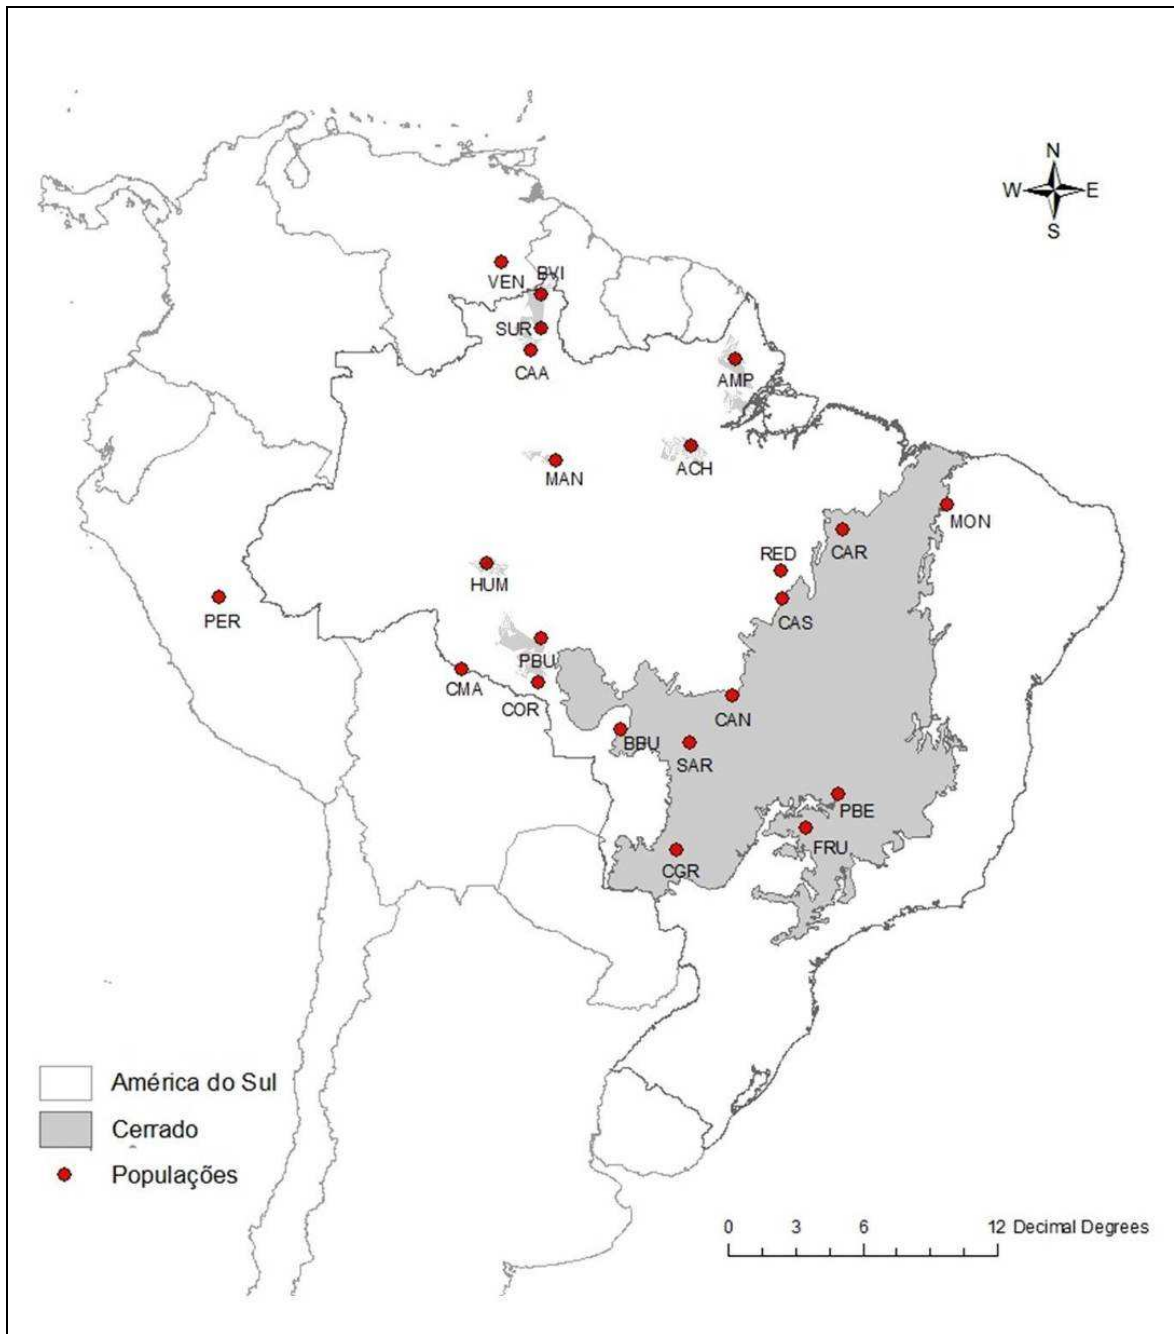 N
W E
S
VEN
BVI
SUR
CAA
AMP
MAN
ACH
MON
CAR
RED
HUM
CAS
PER
PBU
CMA
COR
CAN
BBU
SAR
PBE
FRU
CGR
América do Sul
Cerrado
Populações
0 3 6 12 Decimal Degrees